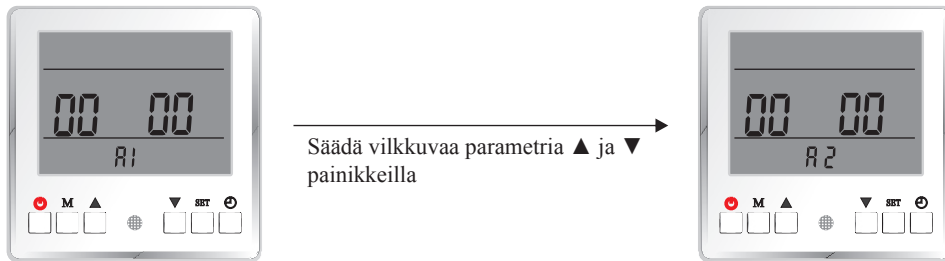 00 00
A1
M ▲ ▼ SET
Säädä vilkkuvaa parametria ▲ ja ▼
painikkeilla
00 00
A2
M ▲ ▼ SET